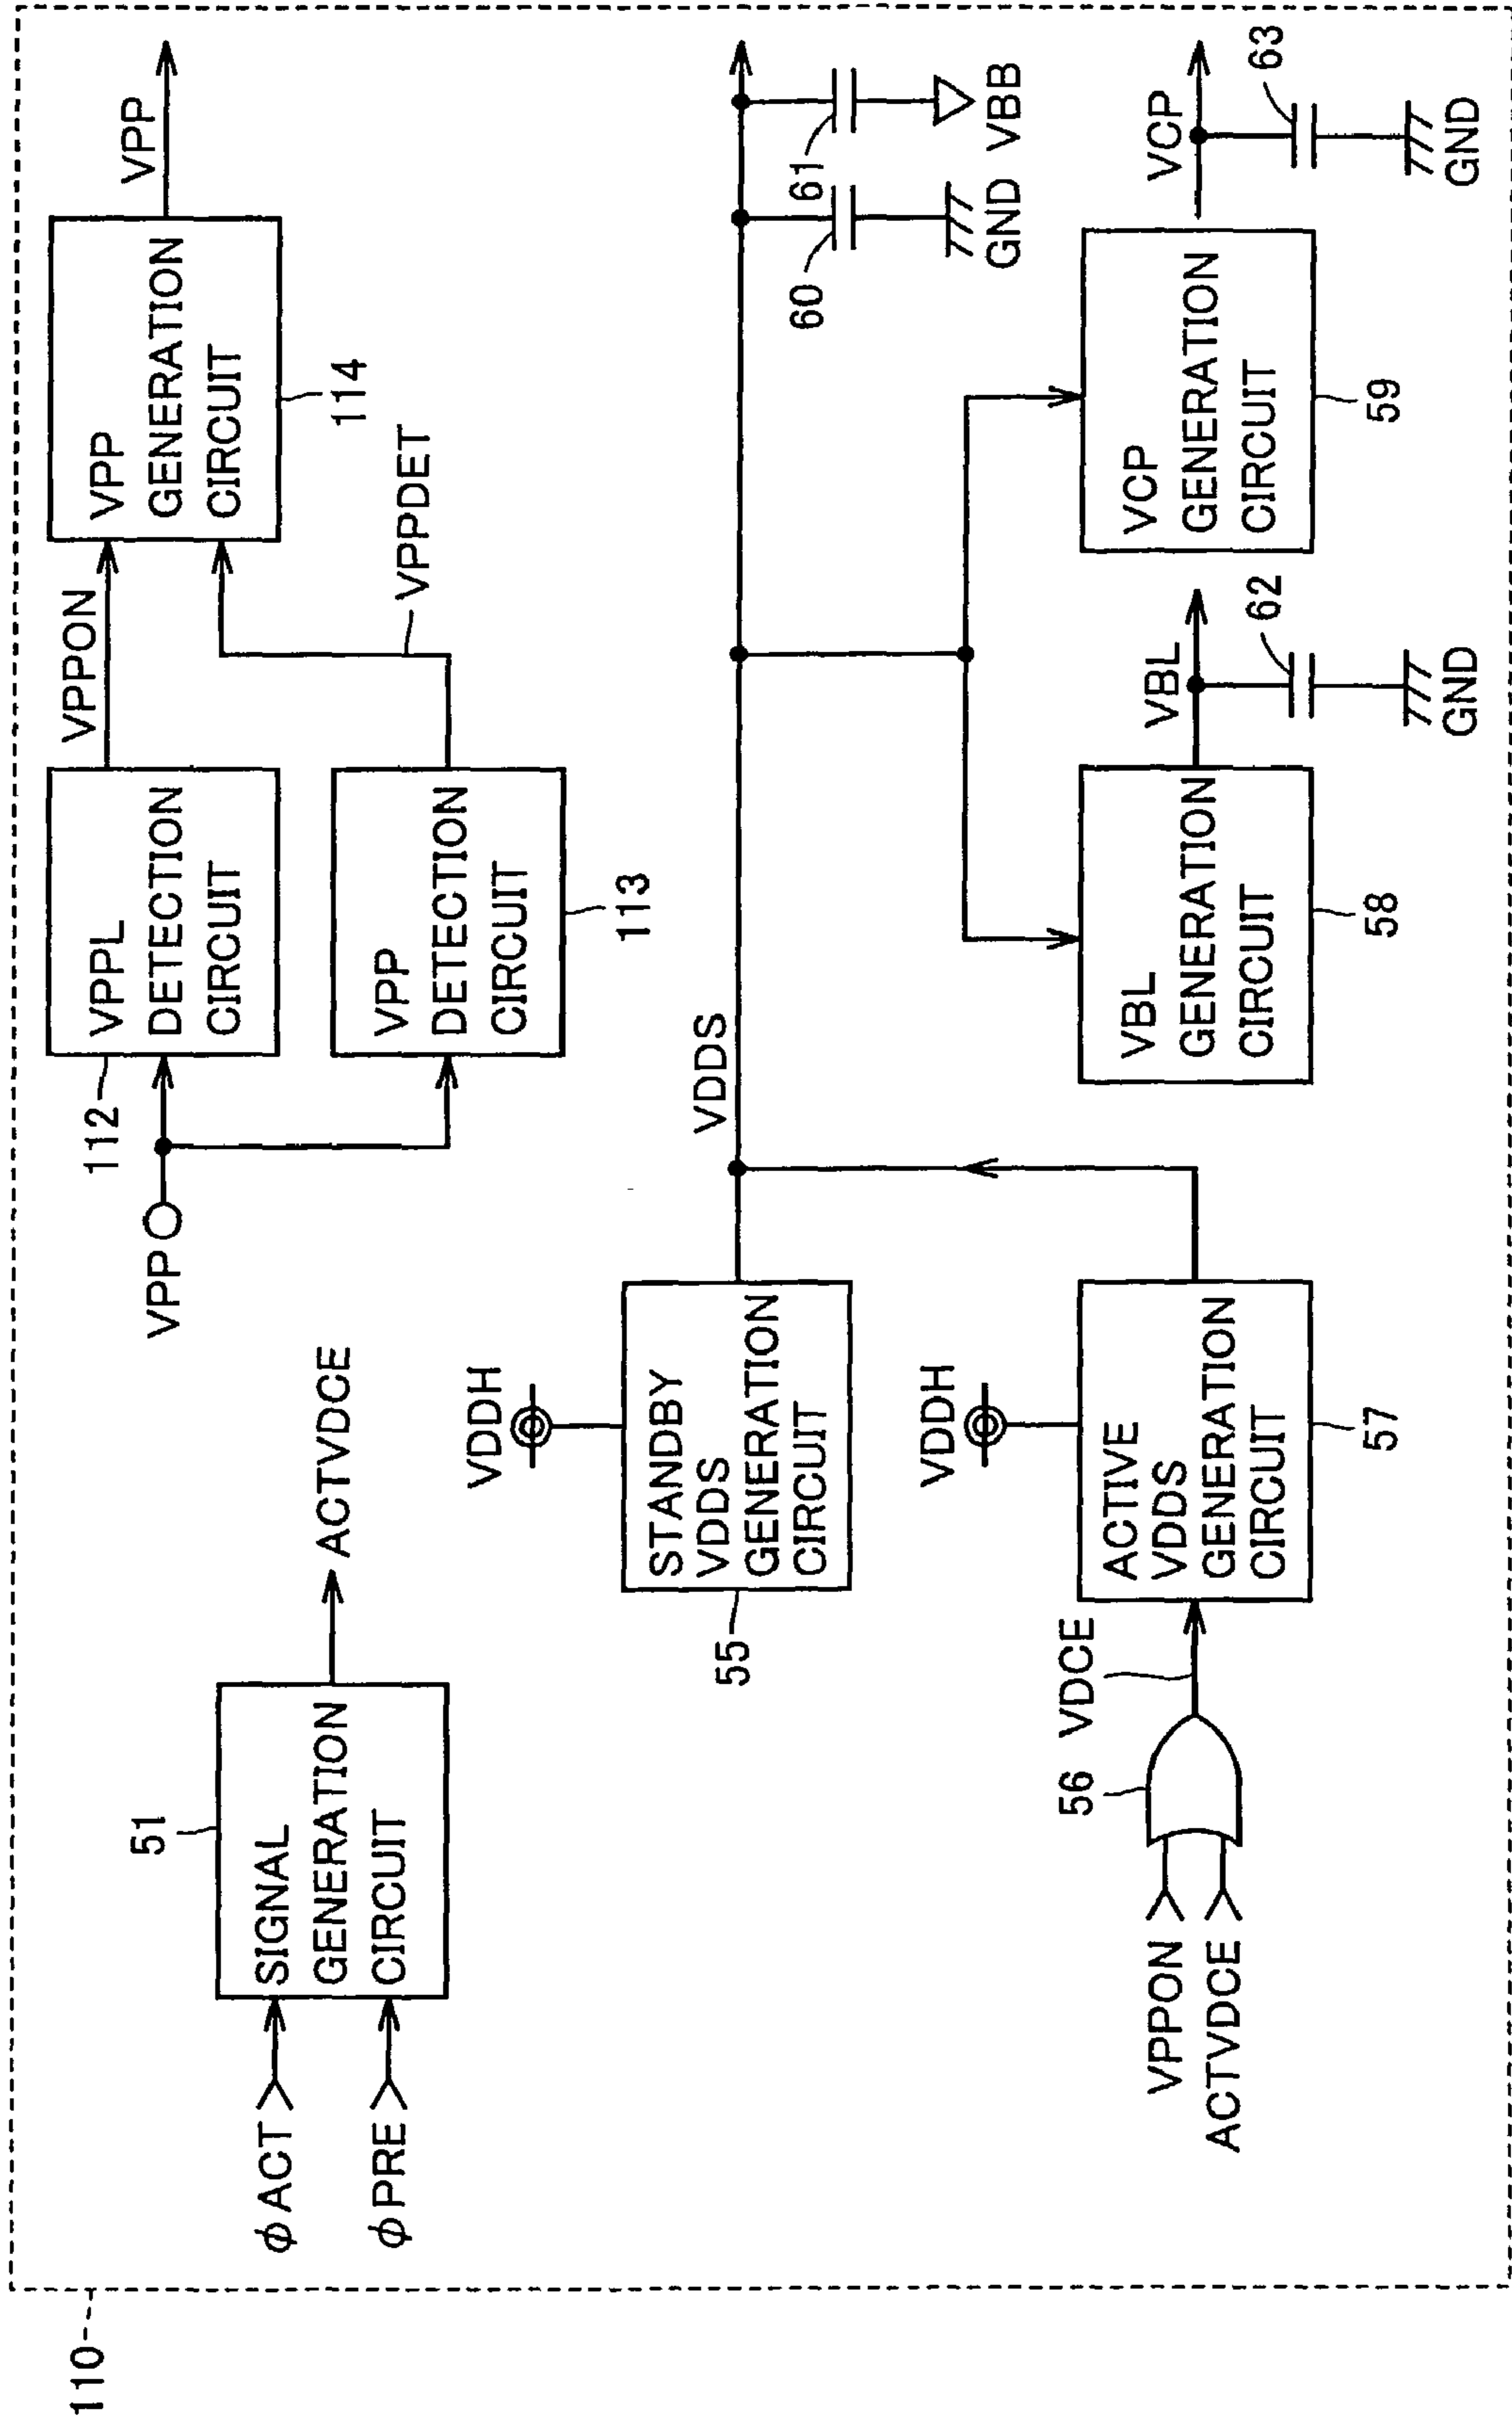 110
φACT
φPRE
51
SIGNAL
GENERATION
CIRCUIT
ACTVDCE
VPP
112
VPPL
DETECTION
CIRCUIT
VPPON
VPP
DETECTION
CIRCUIT
113
VPPDET
VPP
GENERATION
CIRCUIT
114
VPP
VDDH
STANDBY
VDDS
GENERATION
CIRCUIT
55
VDDS
60
GND
61
VBB
VPPON
ACTVDCE
56
VDCE
VDDH
ACTIVE
VDDS
GENERATION
CIRCUIT
57
VBL
GENERATION
CIRCUIT
58
VBL
62
GND
VCP
GENERATION
CIRCUIT
59
VCP
63
GND